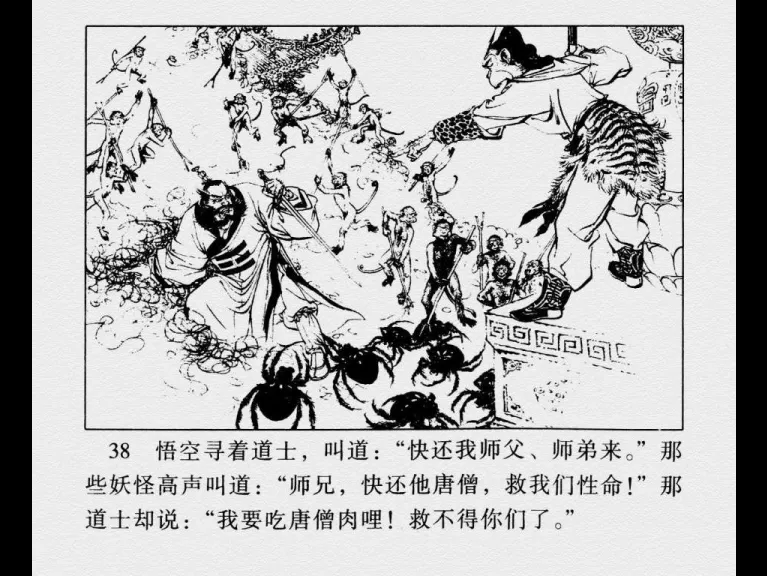 38 悟空寻着道士，叫道：“快还我师父、师弟来。”那
些妖怪高声叫道：“师兄，快还他唐僧，救我们性命！”那
道士却说：“我要吃唐僧肉哩！救不得你们了。”